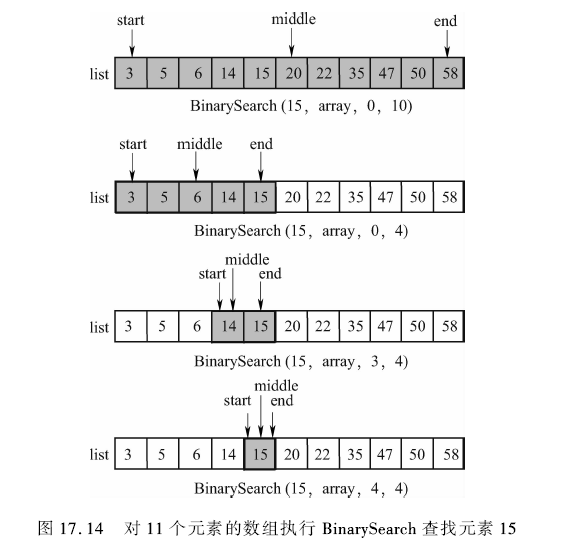 start middle end
list 3 5 6 14 15 20 22 35 47 50 58
BinarySearch (15, array, 0, 10)
start middle end
list 3 5 6 14 15 20 22 35 47 50 58
BinarySearch (15, array, 0, 4)
middle
start end
list 3 5 6 14 15 20 22 35 47 50 58
BinarySearch (15, array, 3, 4)
middle
start end
list 3 5 6 14 15 20 22 35 47 50 58
BinarySearch (15, array, 4, 4)
图 17.14 对 11 个元素的数组执行 BinarySearch 查找元素 15